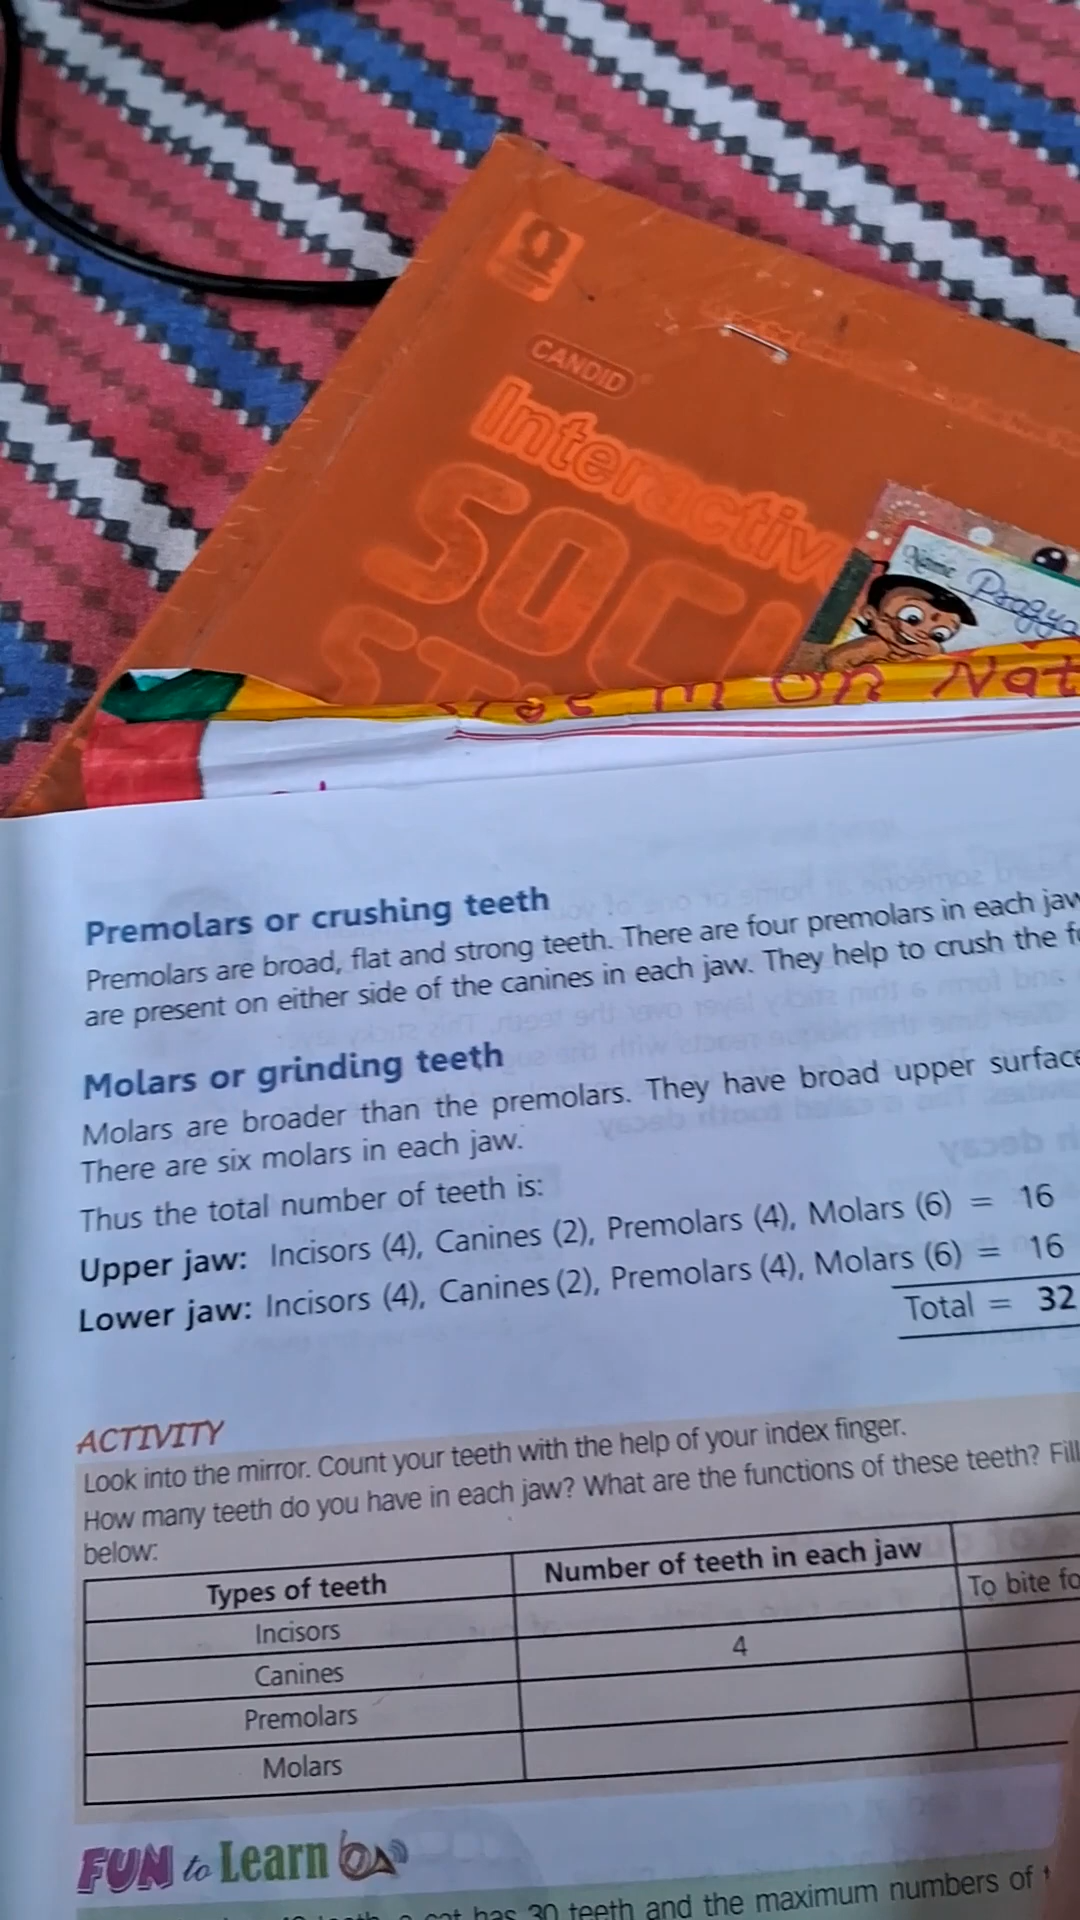 CANDID
Interactiv
SOCI
Name Pragya
m on Nat
Premolars or crushing teeth
Premolars are broad, flat and strong teeth. There are four premolars in each jaw
are present on either side of the canines in each jaw. They help to crush the f
Molars or grinding teeth
Molars are broader than the premolars. They have broad upper surface
There are six molars in each jaw.
Thus the total number of teeth is:
Upper jaw: Incisors (4), Canines (2), Premolars (4), Molars (6) = 16
Lower jaw: Incisors (4), Canines (2), Premolars (4), Molars (6) = 16
Total = 32
ACTIVITY
Look into the mirror. Count your teeth with the help of your index finger.
How many teeth do you have in each jaw? What are the functions of these teeth? Fill
below:
Types of teeth Number of teeth in each jaw
Incisors To bite fo
Canines 4
Premolars
Molars
FUN to Learn
cat has 30 teeth and the maximum numbers of